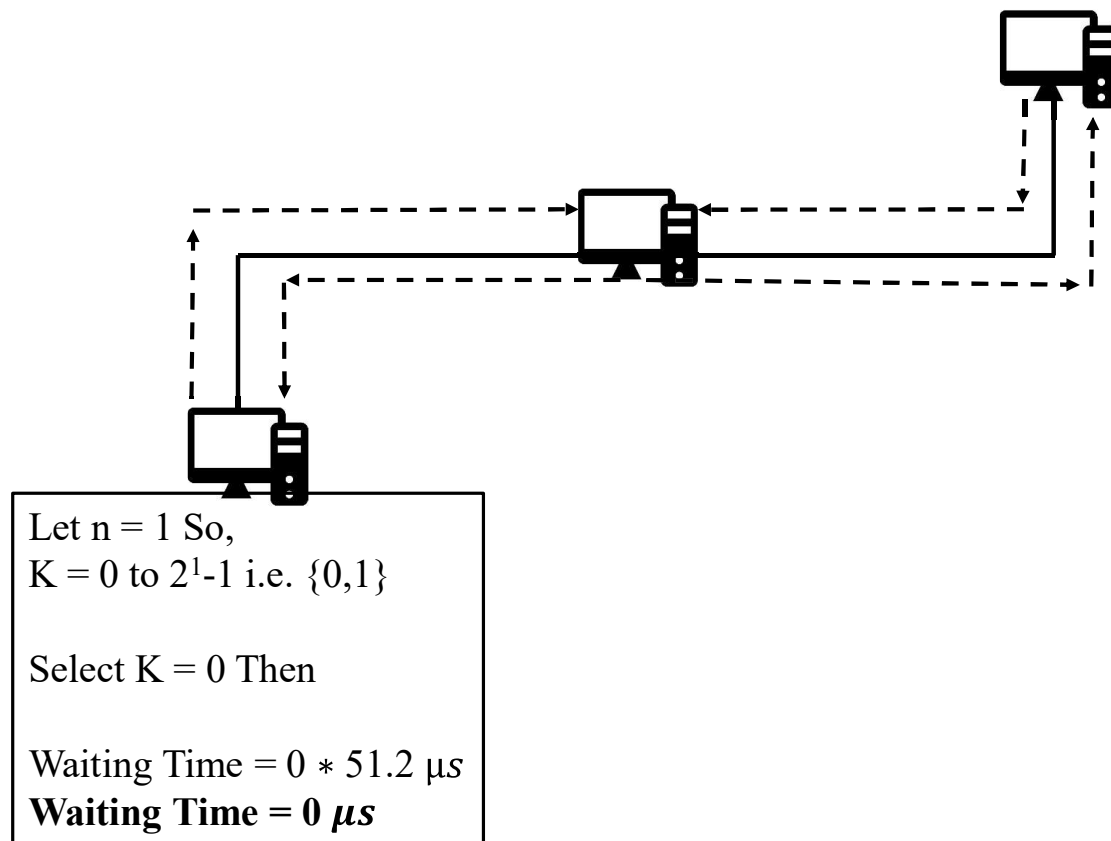 Let n = 1 So,
K = 0 to 2¹-1 i.e. {0,1}
Select K = 0 Then
Waiting Time = 0 ∗ 51.2 μs
Waiting Time = 0 μs